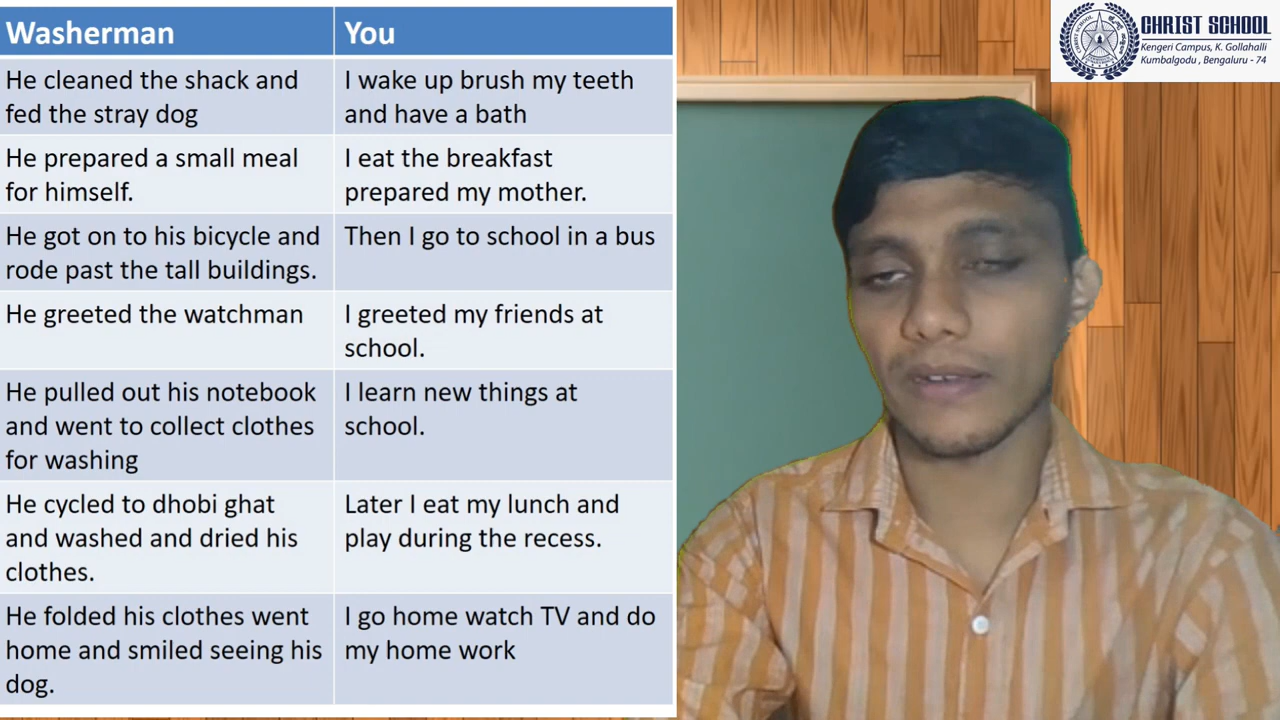 Washerman
You
He cleaned the shack and
fed the stray dog
I wake up brush my teeth
and have a bath
He prepared a small meal
for himself.
I eat the breakfast
prepared my mother.
He got on to his bicycle and
rode past the tall buildings.
Then I go to school in a bus
He greeted the watchman
I greeted my friends at
school.
He pulled out his notebook
and went to collect clothes
for washing
I learn new things at
school.
He cycled to dhobi ghat
and washed and dried his
clothes.
Later I eat my lunch and
play during the recess.
He folded his clothes went
home and smiled seeing his
dog.
I go home watch TV and do
my home work
CHRIST SCHOOL
Kengeri Campus, K. Gollahalli
Kumbalgodu , Bengaluru - 74